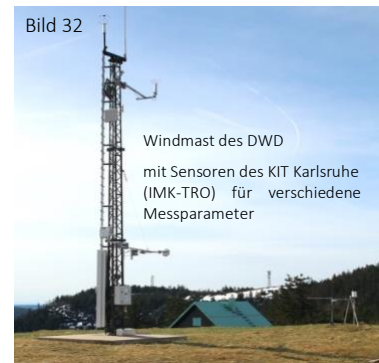 Bild 32
Windmast des DWD
mit Sensoren des KIT Karlsruhe
(IMK-TRO) für verschiedene
Messparameter